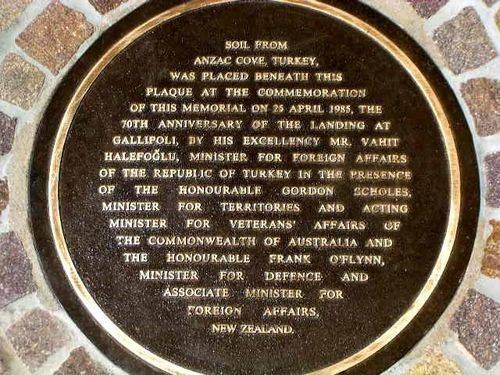 SOIL FROM
ANZAC COVE, TURKEY,
WAS PLACED BENEATH THIS
PLAQUE AT THE COMMEMORATION
OF THIS MEMORIAL ON 25 APRIL 1985, THE
70TH ANNIVERSARY OF THE LANDING AT
GALLIPOLI, BY HIS EXCELLENCY MR. VAHIT
HALEFOĞLU, MINISTER FOR FOREIGN AFFAIRS
OF THE REPUBLIC OF TURKEY IN THE PRESENCE
OF THE HONOURABLE GORDON SCHOLES,
MINISTER FOR TERRITORIES AND ACTING
MINISTER FOR VETERANS' AFFAIRS OF
THE COMMONWEALTH OF AUSTRALIA AND
THE HONOURABLE FRANK O'FLYNN,
MINISTER FOR DEFENCE AND
ASSOCIATE MINISTER FOR
FOREIGN AFFAIRS,
NEW ZEALAND.